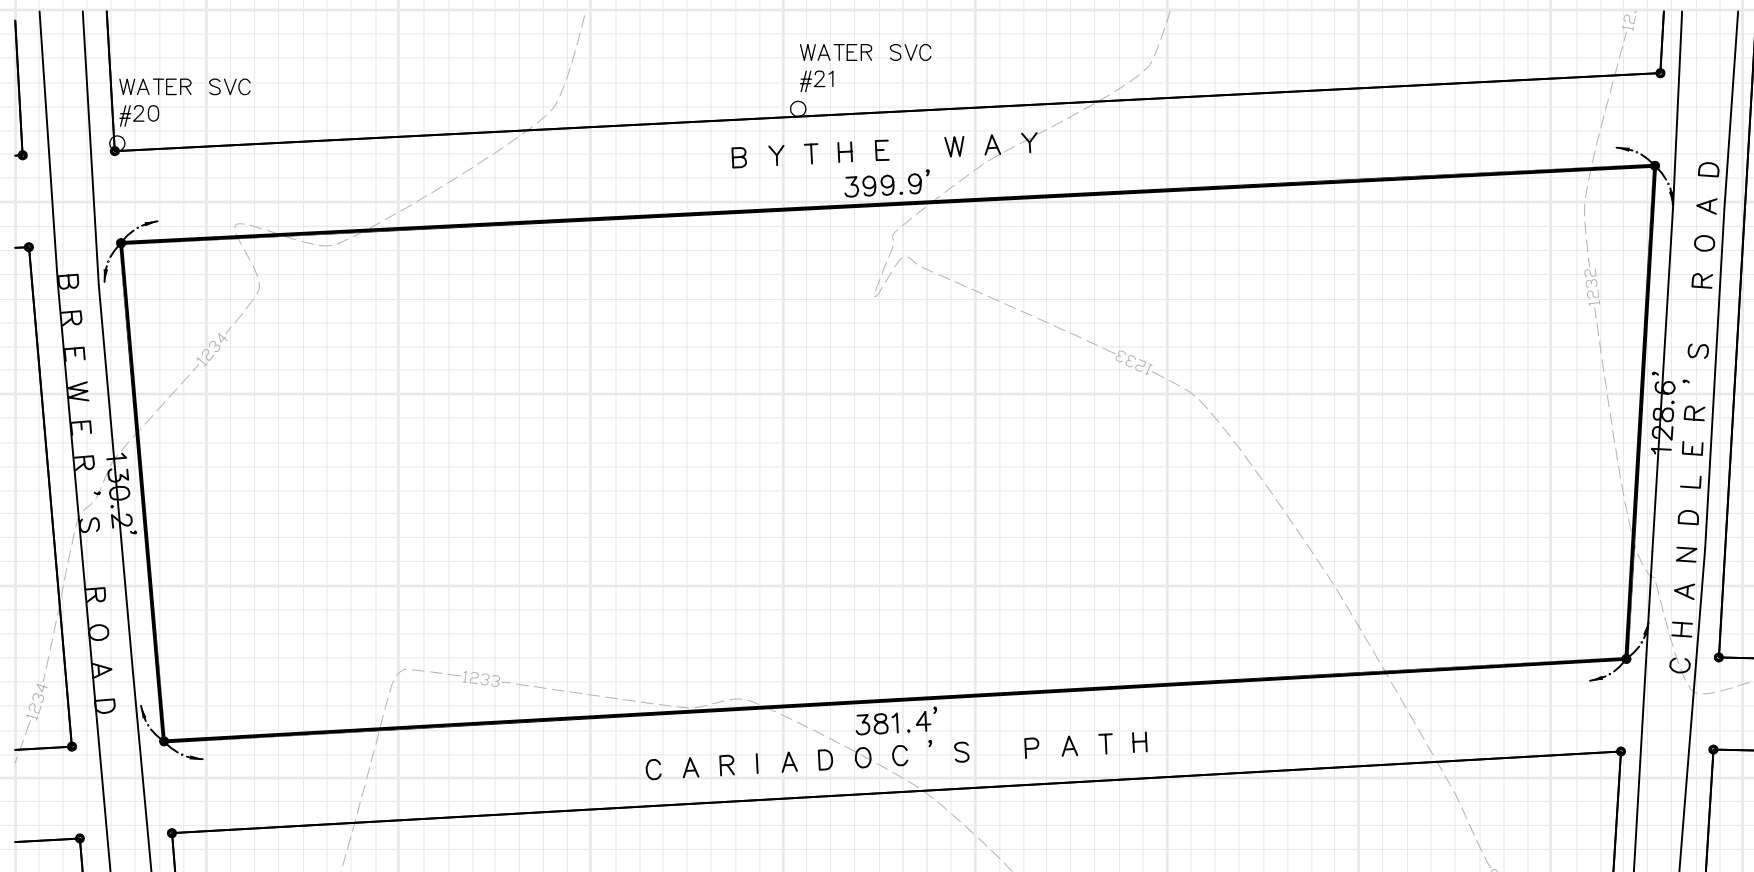 12
WATER SVC
#21
WATER SVC
#20
BYTHE WAY
399.9'
CHANDLER'S ROAD
BREWER'S ROAD
1232
1234
1233
128.6'
130.2'
1233
1234
381.4'
CARIADOC'S PATH